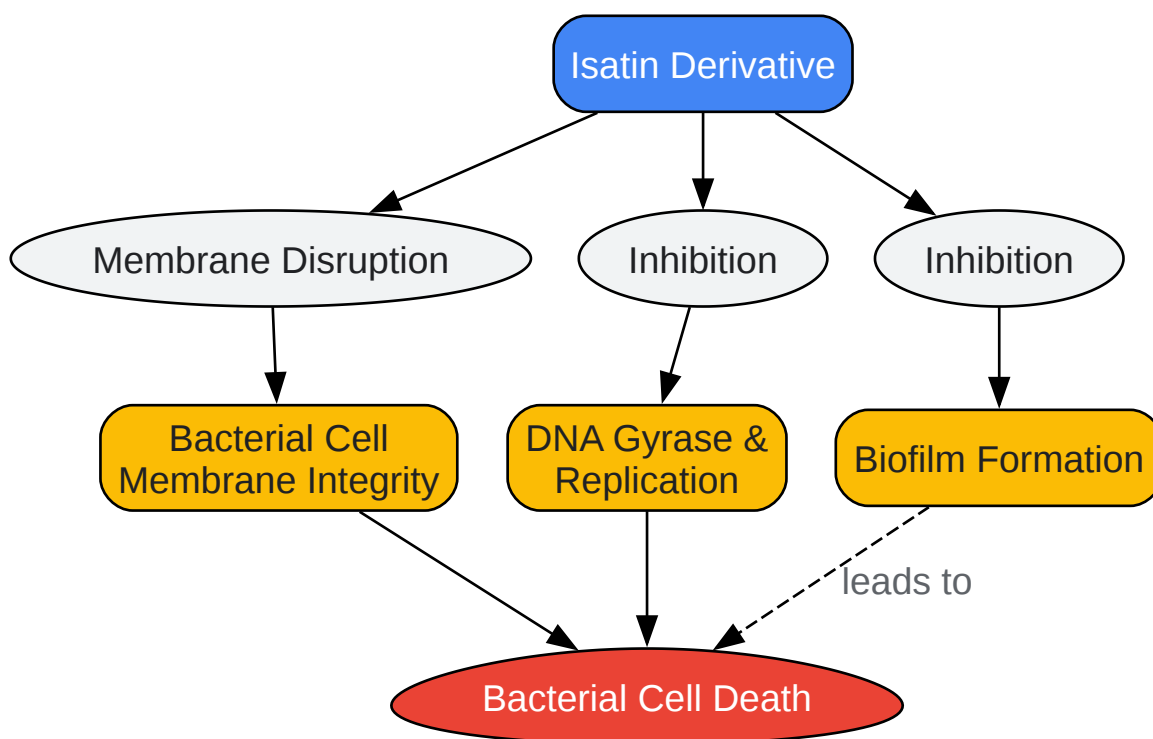 Isatin Derivative
Membrane Disruption
Inhibition
Inhibition
Bacterial Cell
Membrane Integrity
DNA Gyrase &
Replication
Biofilm Formation
leads to
Bacterial Cell Death